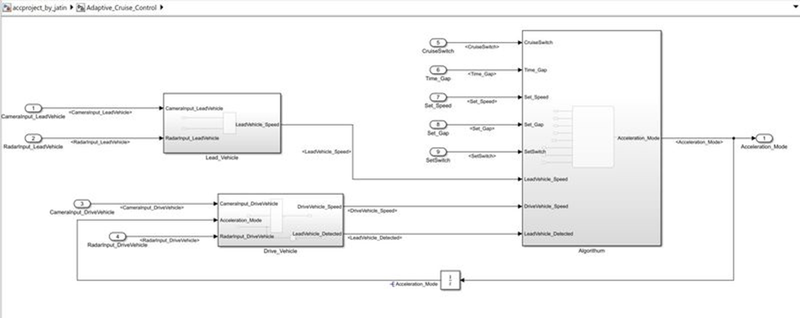 accproject_by_jatin Adaptive_Cruise_Control
5
CruiseSwitch
<CruiseSwitch>
CruiseSwitch
6
Time_Gap
<Time_Gap>
Time_Gap
7
Set_Speed
<Set_Speed>
Set_Speed
8
Set_Gap
<Set_Gap>
Set_Gap
9
SetSwitch
<SetSwitch>
SetSwitch
1
CameraInput_LeadVehicle
<CameraInput_LeadVehicle>
CameraInput_LeadVehicle
2
RadarInput_LeadVehicle
<RadarInput_LeadVehicle>
RadarInput_LeadVehicle
LeadVehicle_Speed
Lead_Vehicle
<LeadVehicle_Speed>
LeadVehicle_Speed
Acceleration_Mode
<Acceleration_Mode>
1
Acceleration_Mode
3
CameraInput_DriveVehicle
<CameraInput_DriveVehicle>
CameraInput_DriveVehicle
Acceleration_Mode
4
RadarInput_DriveVehicle
<RadarInput_DriveVehicle>
RadarInput_DriveVehicle
DriveVehicle_Speed
<DriveVehicle_Speed>
DriveVehicle_Speed
LeadVehicle_Detected
<LeadVehicle_Detected>
LeadVehicle_Detected
Drive_Vehicle
Algorithum
Acceleration_Mode